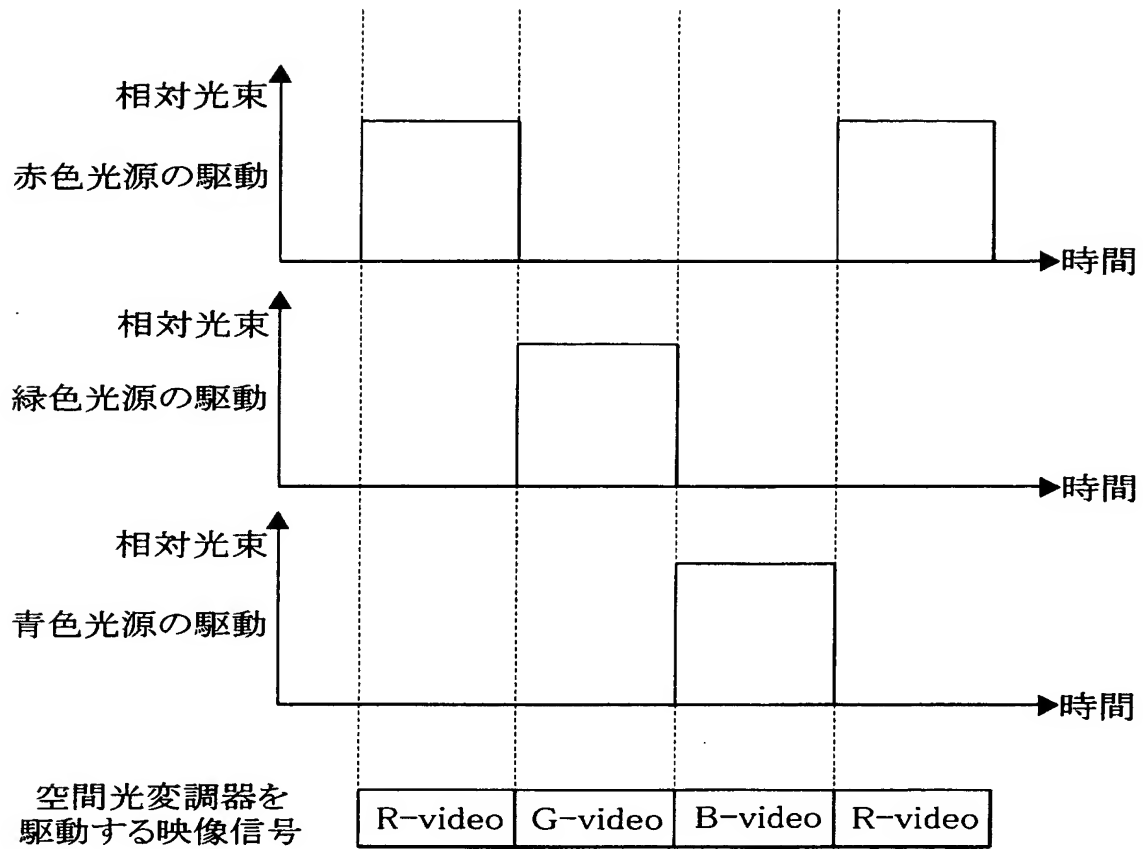 相対光束
赤色光源の駆動
時間
相対光束
緑色光源の駆動
時間
相対光束
青色光源の駆動
時間
空間光変調器を
駆動する映像信号
R-video G-video B-video R-video